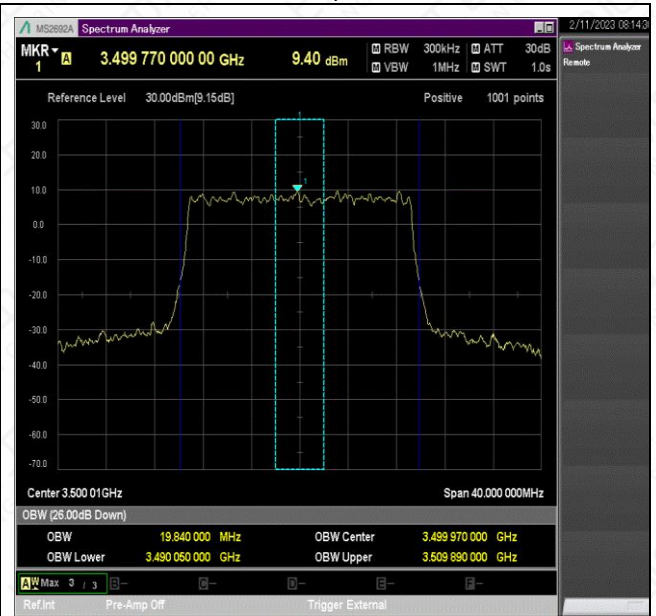 MS2692A Spectrum Analyzer
2/11/2023 08:14:3
MKR 1 A 3.499 770 000 00 GHz 9.40 dBm M RBW 300kHz M ATT 30dB
M VBW 1MHz M SWT 1.0s
Spectrum Analyzer
Remote
Reference Level 30.00dBm[9.15dB] Positive 1001 points
1
30.0
20.0
10.0
1
0.0
-10.0
-20.0
-30.0
-40.0
-50.0
-60.0
-70.0
Center 3.500 01GHz Span 40.000 000MHz
OBW (26.00dB Down)
OBW 19.840 000 MHz OBW Center 3.499 970 000 GHz
OBW Lower 3.490 050 000 GHz OBW Upper 3.509 890 000 GHz
A W Max 3 / 3 B- C- D- E- F-
Ref.Int Pre-Amp Off Trigger External